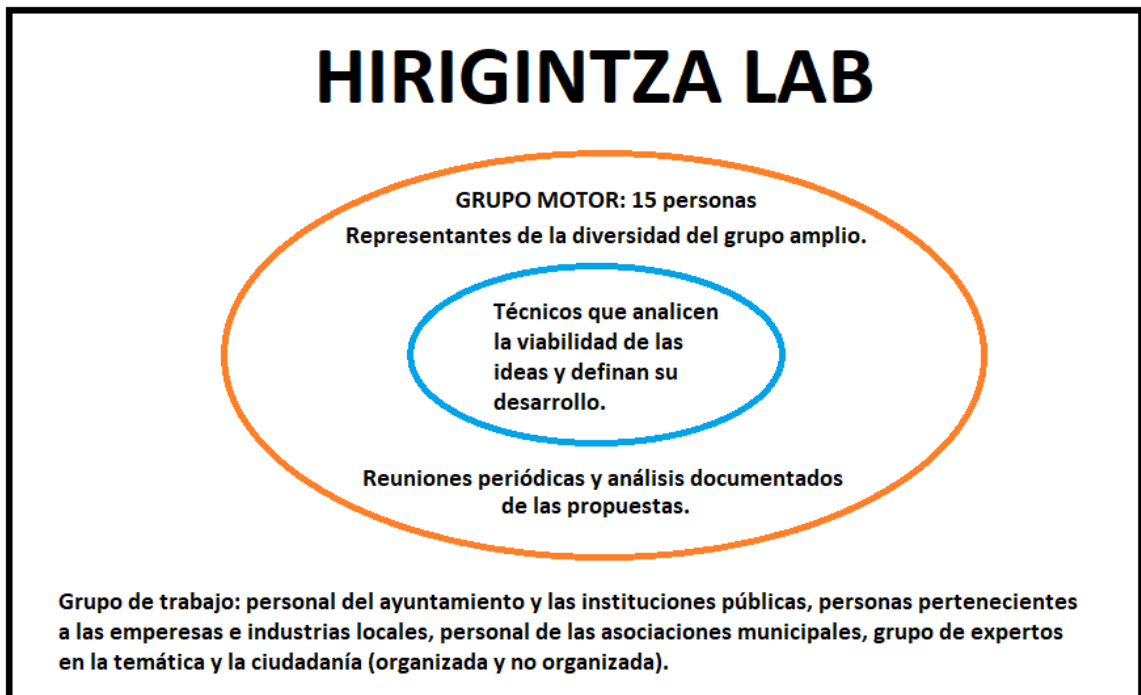 HIRIGINTZA LAB
GRUPO MOTOR: 15 personas
Representantes de la diversidad del grupo amplio.
Técnicos que analicen
la viabilidad de las
ideas y definan su
desarrollo.
Reuniones periódicas y análisis documentados
de las propuestas.
Grupo de trabajo: personal del ayuntamiento y las instituciones públicas, personas pertenecientes
a las emperesas e industrias locales, personal de las asociaciones municipales, grupo de expertos
en la temática y la ciudadanía (organizada y no organizada).